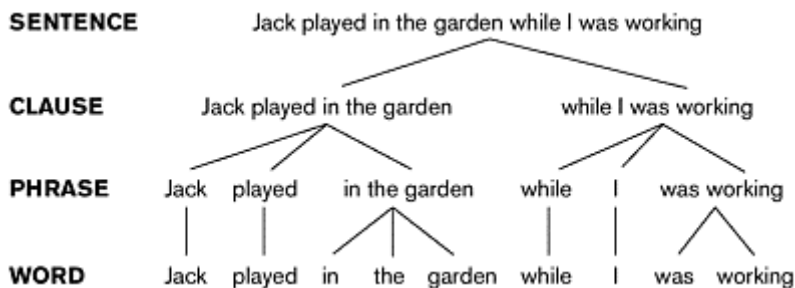 SENTENCE Jack played in the garden while I was working
CLAUSE Jack played in the garden while I was working
PHRASE Jack played in the garden while I was working
WORD Jack played in the garden while I was working